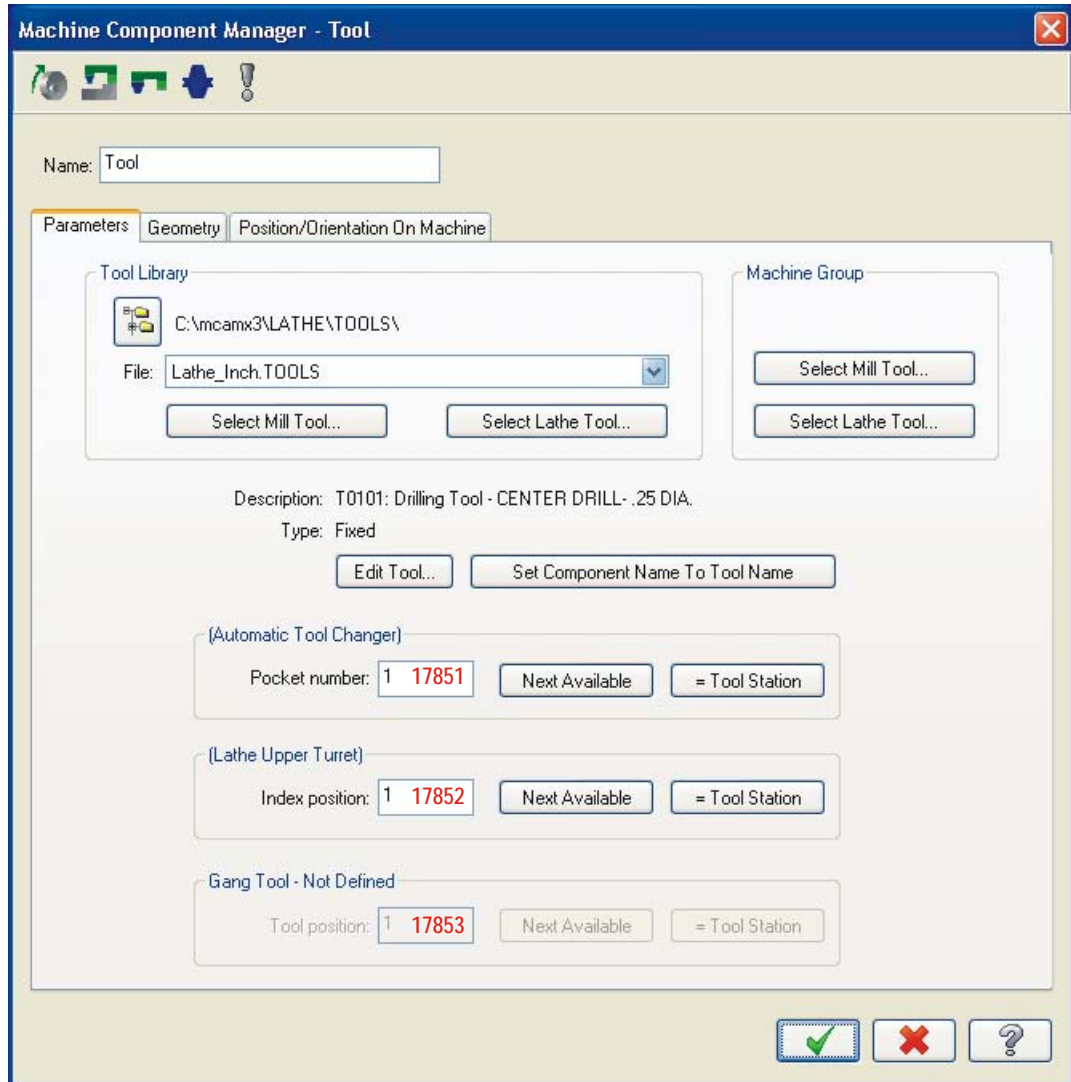 Machine Component Manager - Tool
Name: Tool
Parameters Geometry Position/Orientation On Machine
Tool Library
C:\mcamx3\LATHE\TOOLS\
File: Lathe_Inch.TOOLS
Select Mill Tool... Select Lathe Tool...
Machine Group
Select Mill Tool...
Select Lathe Tool...
Description: T0101: Drilling Tool - CENTER DRILL- .25 DIA.
Type: Fixed
Edit Tool... Set Component Name To Tool Name
(Automatic Tool Changer)
Pocket number: 1 17851 Next Available = Tool Station
(Lathe Upper Turret)
Index position: 1 17852 Next Available = Tool Station
Gang Tool - Not Defined
Tool position: 1 17853 Next Available = Tool Station